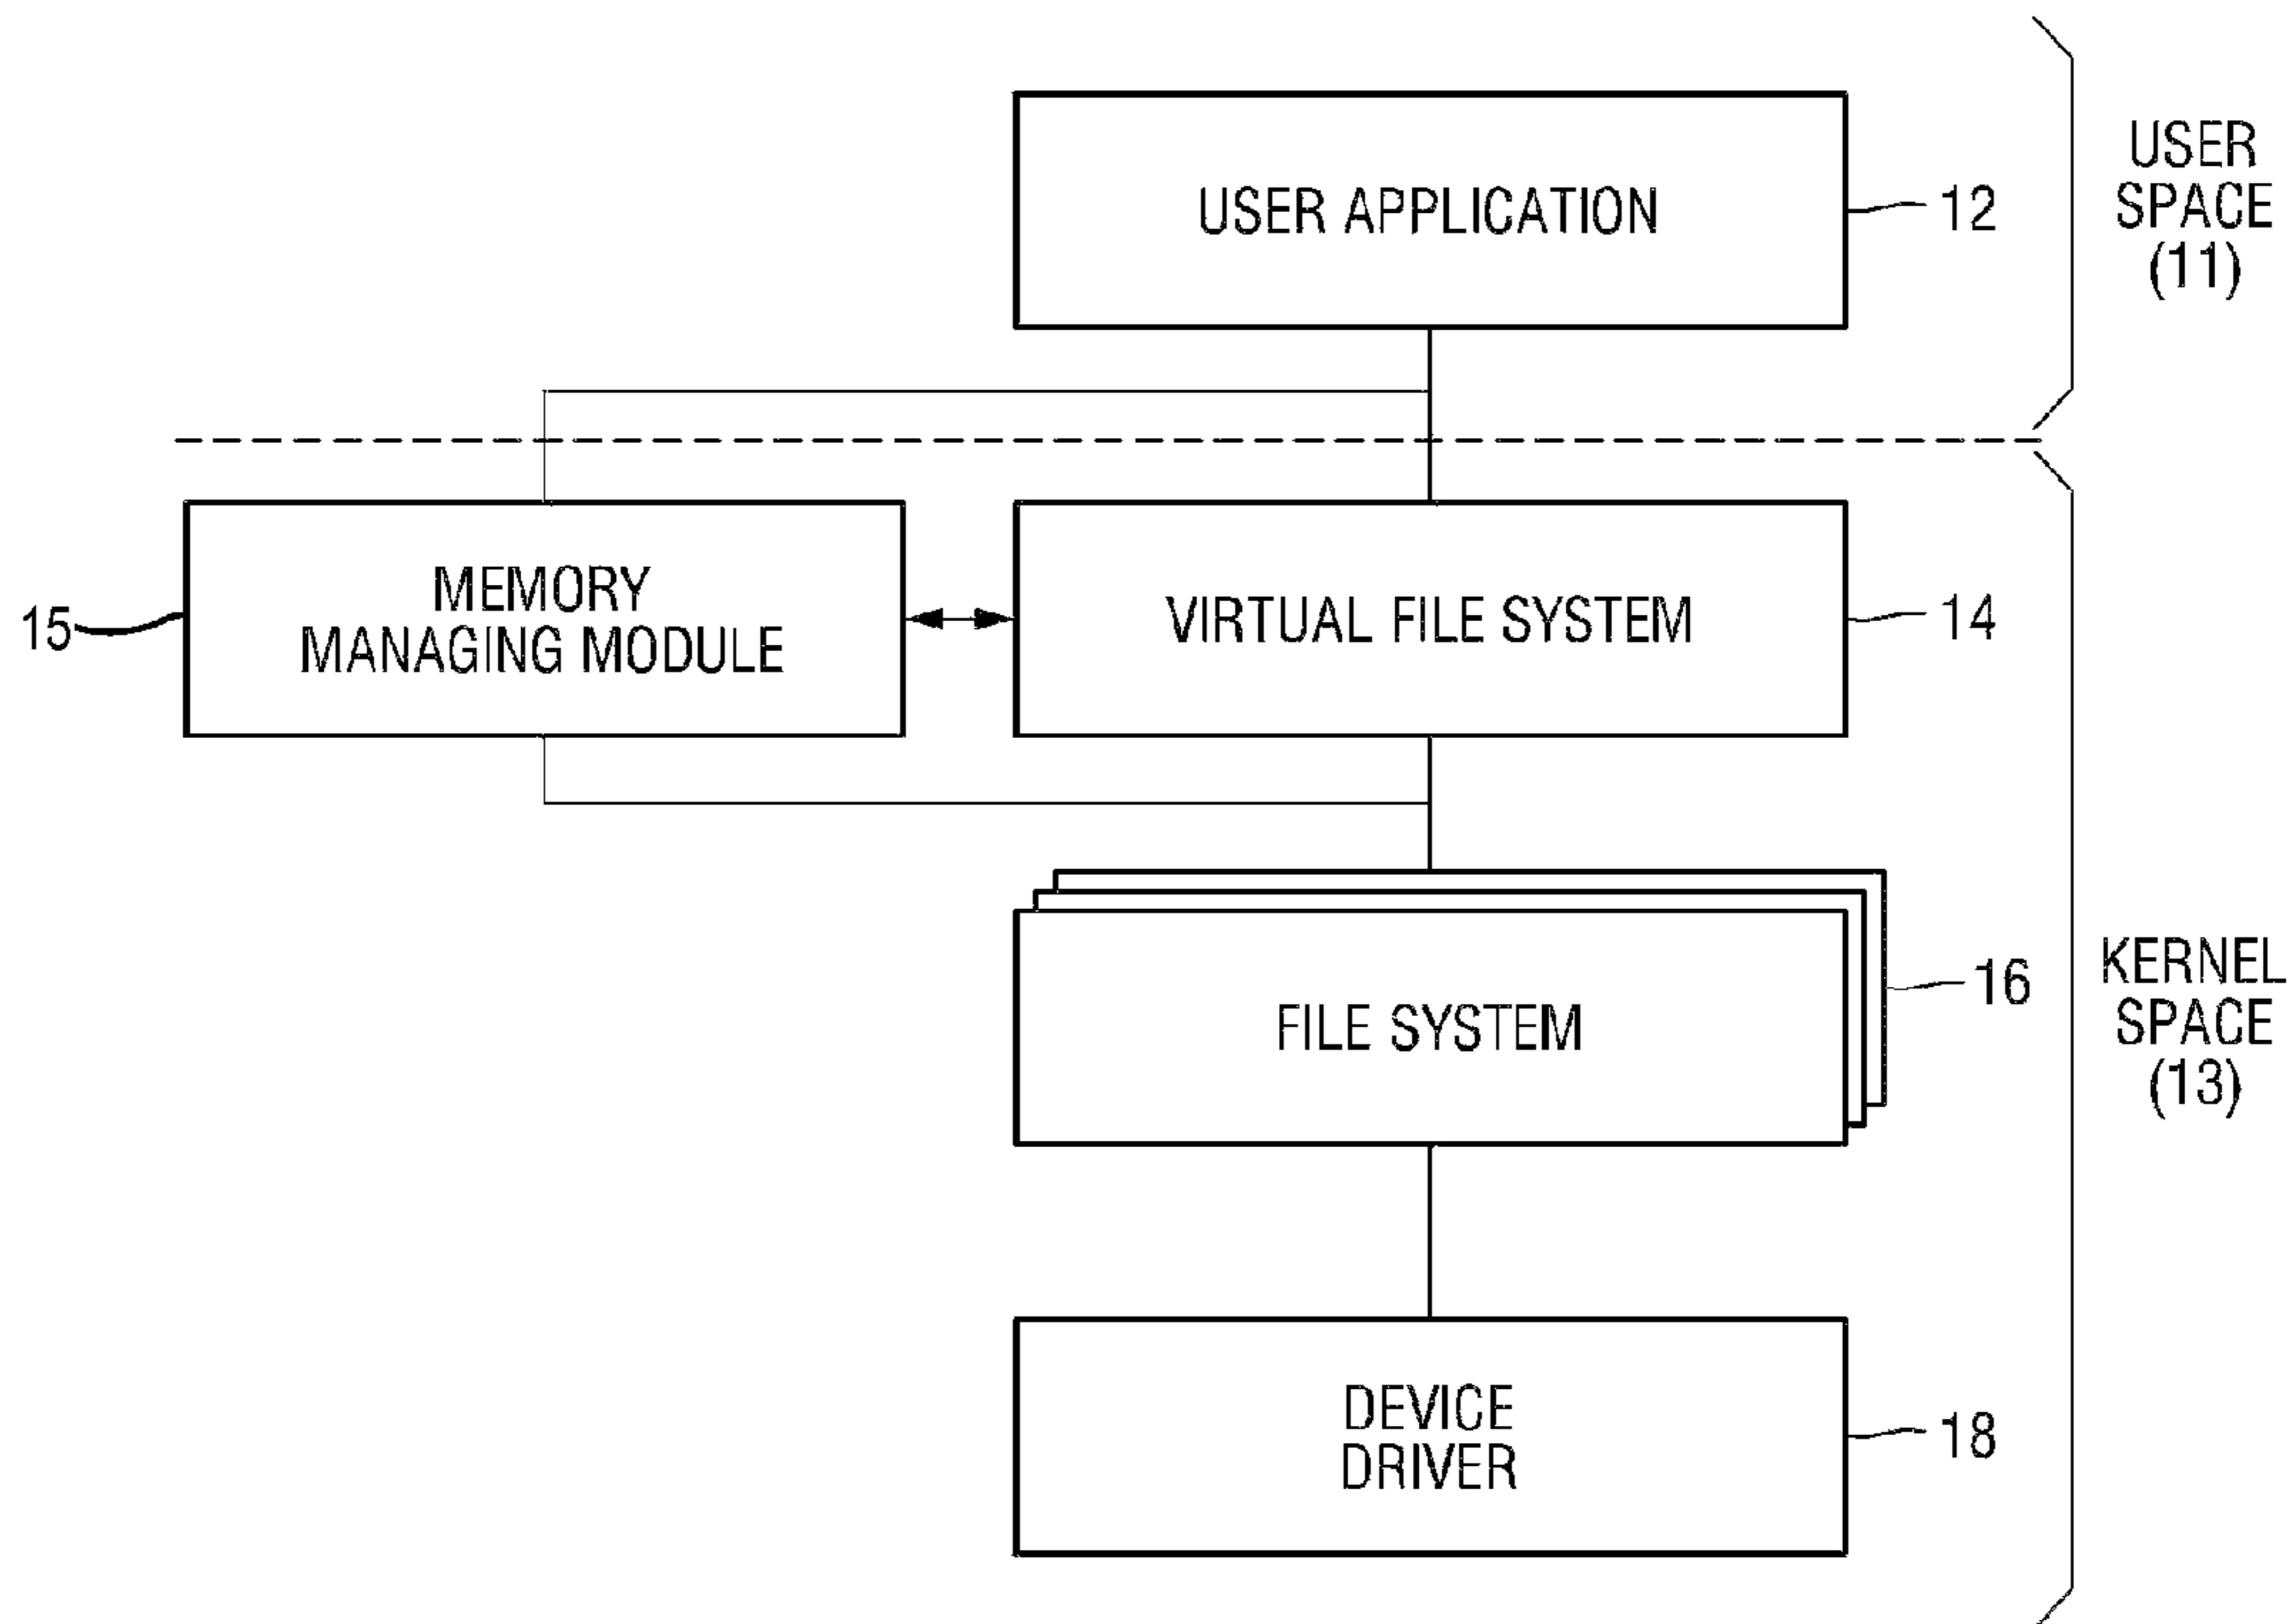 USER APPLICATION
12
USER
SPACE
(11)
15
MEMORY
MANAGING MODULE
VIRTUAL FILE SYSTEM
14
FILE SYSTEM
16
KERNEL
SPACE
(13)
DEVICE
DRIVER
18